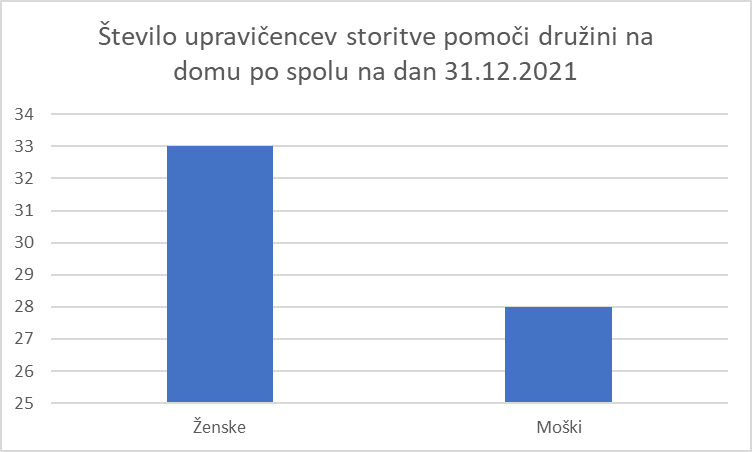 Število upravičencev storitve pomoči družini na
domu po spolu na dan 31.12.2021
34
33
32
31
30
29
28
27
26
25
Ženske
Moški